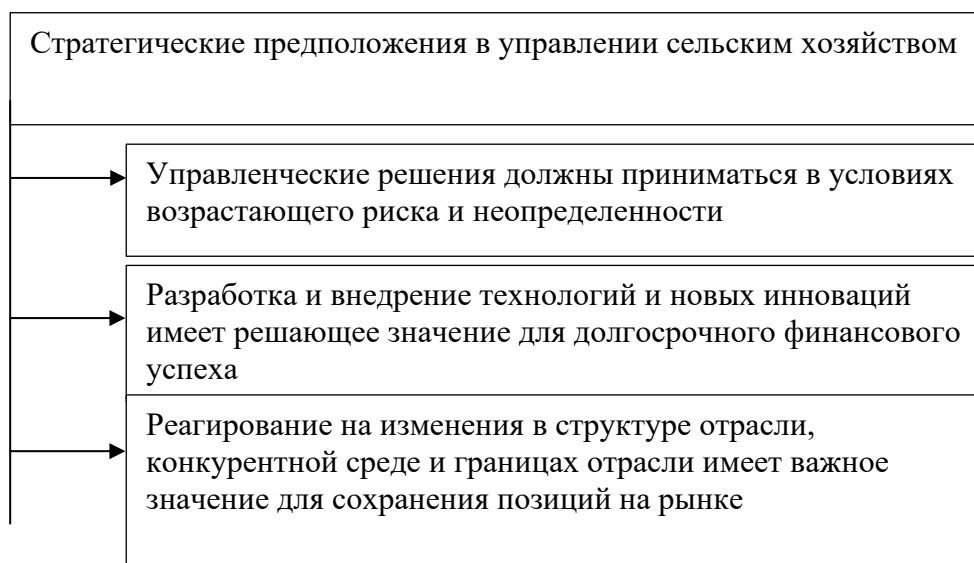 Стратегические предположения в управлении сельским хозяйством
Управленческие решения должны приниматься в условиях
возрастающего риска и неопределенности
Разработка и внедрение технологий и новых инноваций
имеет решающее значение для долгосрочного финансового
успеха
Реагирование на изменения в структуре отрасли,
конкурентной среде и границах отрасли имеет важное
значение для сохранения позиций на рынке